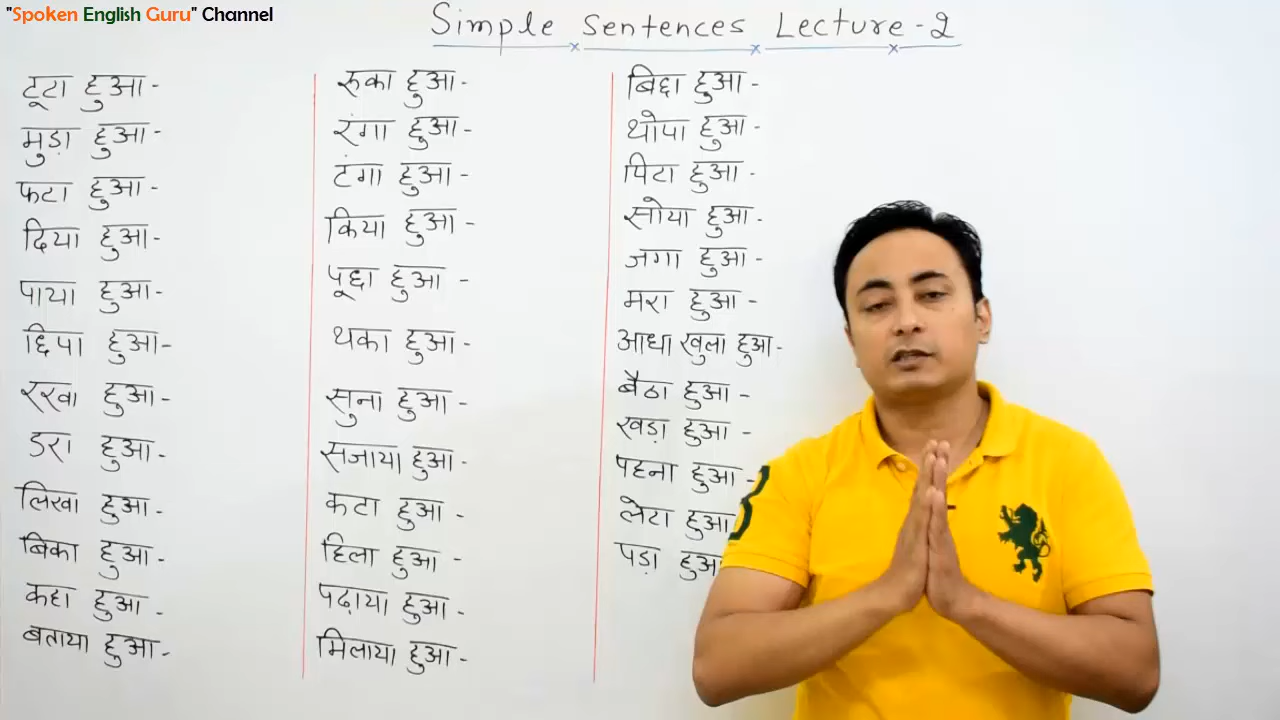 "Spoken English Guru" Channel
Simple Sentences Lecture - 2
टूटा हुआ -
मुड़ा हुआ -
फटा हुआ -
दिया हुआ -
पाया हुआ -
छिपा हुआ -
रखा हुआ -
डरा हुआ -
लिखा हुआ -
बिका हुआ -
कहा हुआ -
बताया हुआ -
रुका हुआ -
रंगा हुआ -
टंगा हुआ -
किया हुआ -
पूछा हुआ -
थका हुआ -
सुना हुआ -
सजाया हुआ -
कटा हुआ -
हिला हुआ -
पढ़ाया हुआ -
मिलाया हुआ -
बिछा हुआ -
थोपा हुआ -
पिटा हुआ -
सोया हुआ -
जगा हुआ -
मरा हुआ -
आधा खुला हुआ -
बैठा हुआ -
खड़ा हुआ -
पहना हुआ -
लेटा हुआ
पड़ा हुआ